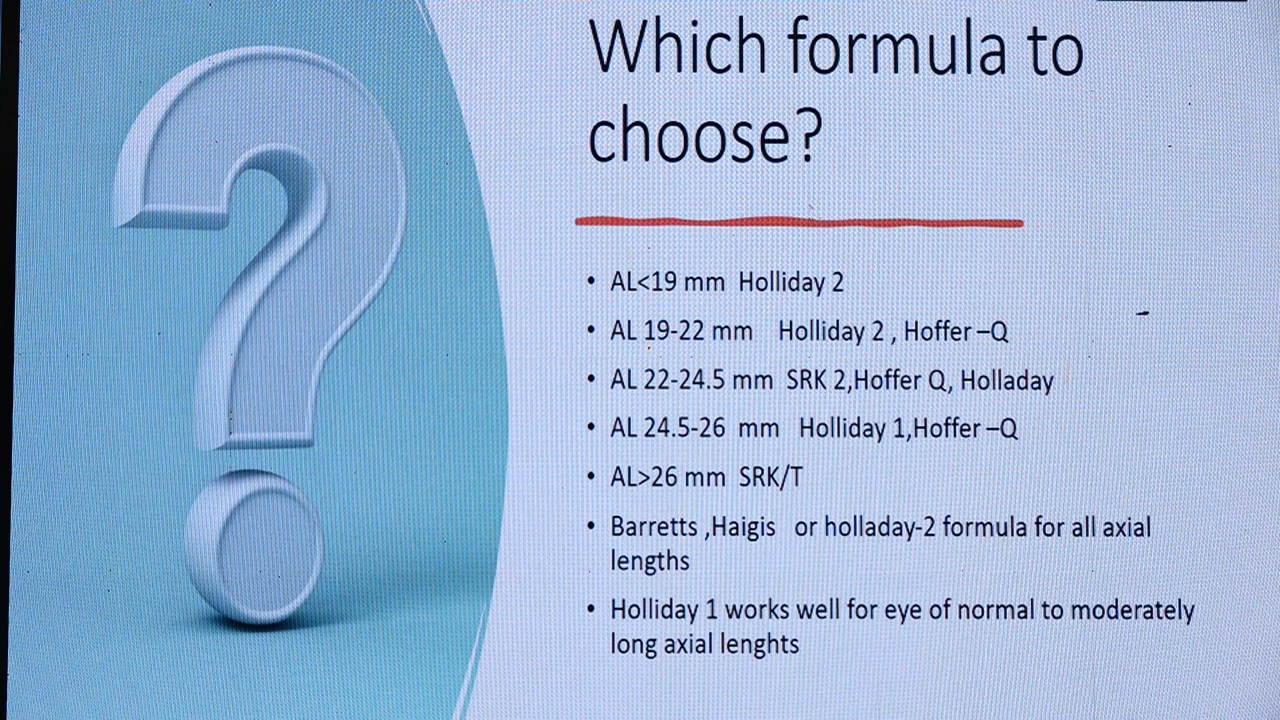 Which formula to
choose?
• AL<19 mm  Holliday 2
• AL 19-22 mm    Holliday 2 , Hoffer –Q
• AL 22-24.5 mm  SRK 2,Hoffer Q, Holladay
• AL 24.5-26  mm   Holliday 1,Hoffer –Q
• AL>26 mm  SRK/T
• Barretts ,Haigis   or holladay-2 formula for all axial
lengths
• Holliday 1 works well for eye of normal to moderately
long axial lenghts